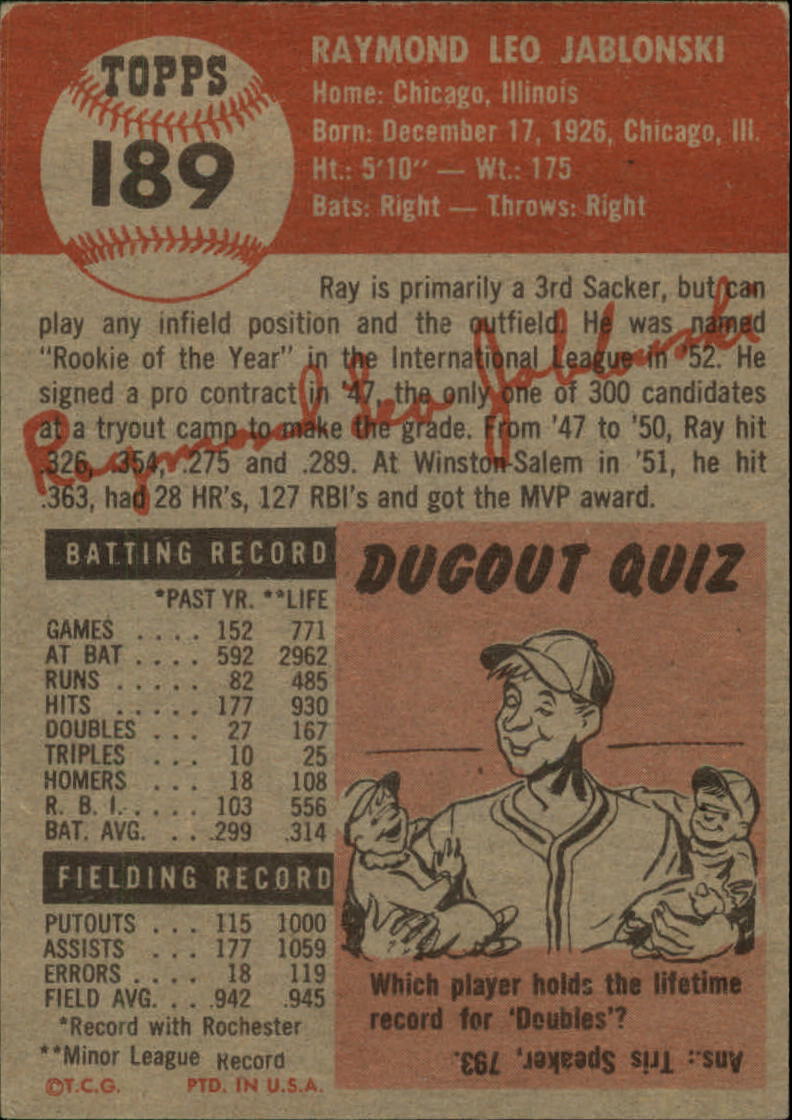 TOPPS
189
RAYMOND LEO JABLONSKI
Home: Chicago, Illinois
Born: December 17, 1926, Chicago, Ill.
Ht.: 5'10" — Wt.: 175
Bats: Right — Throws: Right
Ray is primarily a 3rd Sacker, but can
play any infield position and the outfield. He was named
"Rookie of the Year" in the International League in '52. He
signed a pro contract in '47, the only one of 300 candidates
at a tryout camp to make the grade. From '47 to '50, Ray hit
.326, .354, .275 and .289. At Winston-Salem in '51, he hit
.363, had 28 HR's, 127 RBI's and got the MVP award.
Raymond Leo Jablonski
BATTING RECORD
*PAST YR. **LIFE
GAMES . . . . 152 771
AT BAT . . . . 592 2962
RUNS . . . . . 82 485
HITS . . . . . 177 930
DOUBLES . . . 27 167
TRIPLES . . . 10 25
HOMERS . . . 18 108
R. B. I. . . . . 103 556
BAT. AVG. . . .299 .314
FIELDING RECORD
PUTOUTS . . . 115 1000
ASSISTS . . . 177 1059
ERRORS . . . . 18 119
FIELD AVG. . . .942 .945
*Record with Rochester
**Minor League Record
©T.C.G. PTD. IN U.S.A.
DUGOUT QUIZ
Which player holds the lifetime
record for 'Doubles'?
Ans.: Tris Speaker, 793.